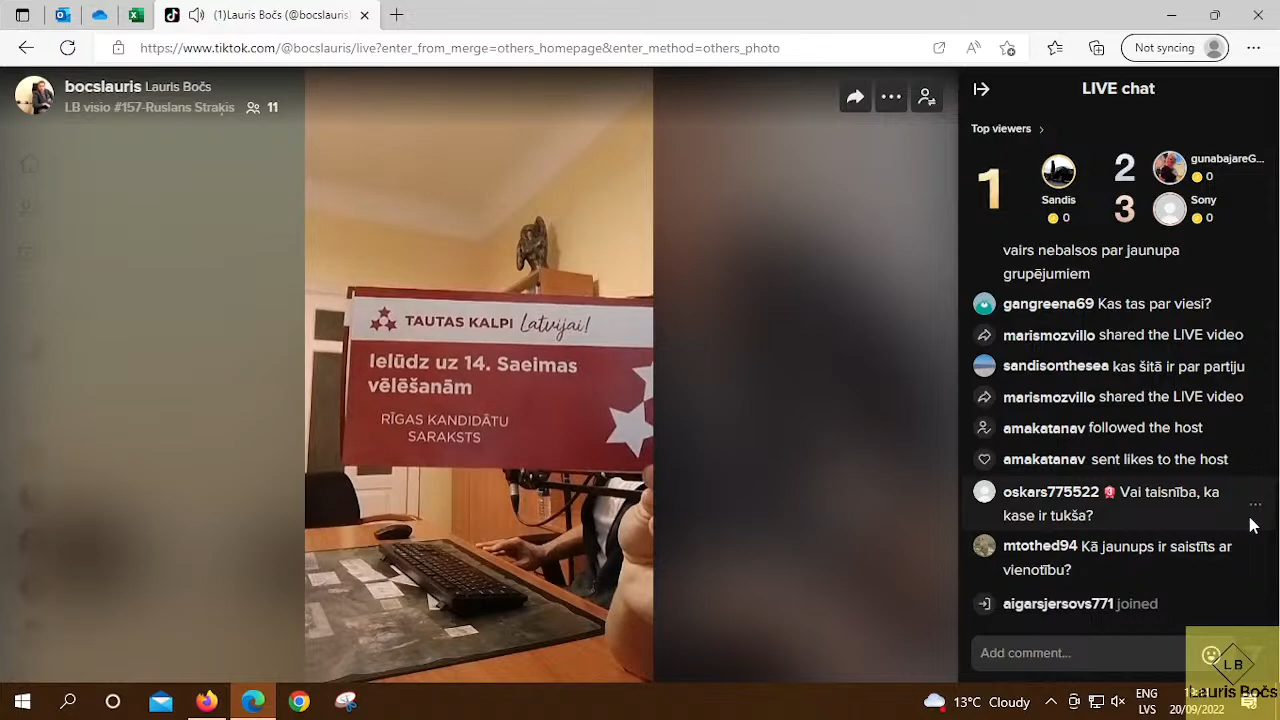 (1)Lauris Bočs (@bocslauris
https://www.tiktok.com/@bocslauris/live?enter_from_merge=others_homepage&enter_method=others_photo
Not syncing
bocslauris Lauris Bočs
LB visio #157-Ruslans Straķis 11
LIVE chat
Top viewers
1 Sandis 0
2 gunabajareG... 0
3 Sony 0
vairs nebalsos par jaunupa
grupējumiem
gangreena69 Kas tas par viesi?
marismozvillo shared the LIVE video
sandisonthesea kas šitā ir par partiju
marismozvillo shared the LIVE video
amakatanav followed the host
amakatanav sent likes to the host
oskars775522 Vai taisnība, ka
kase ir tukša?
mtothed94 Kā jaunups ir saistīts ar
vienotību?
aigarsjersovs771 joined
Add comment...
TAUTAS KALPI Latvijai!
Ielūdz uz 14. Saeimas
vēlēšanām
RĪGAS KANDIDĀTU
SARAKSTS
LB
Lauris Bočs
13°C Cloudy
ENG
LVS
20/09/2022